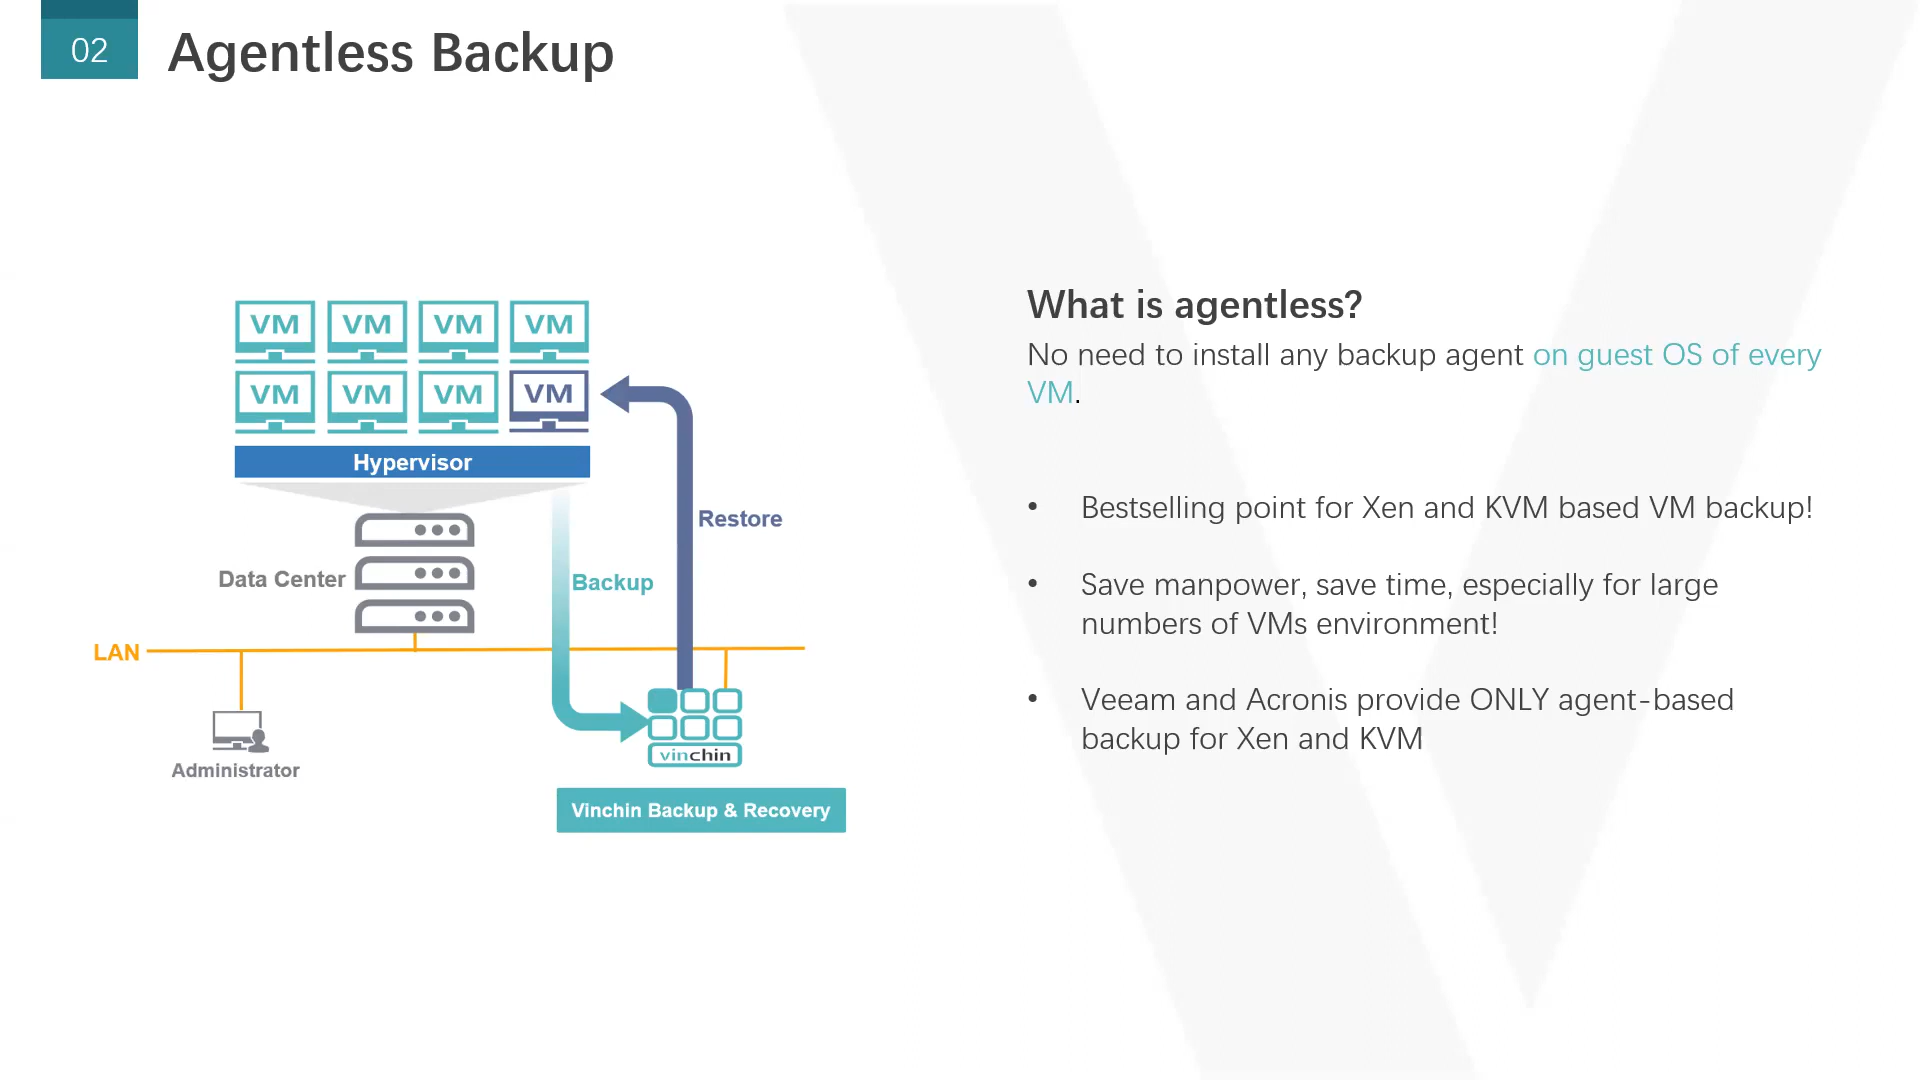 02
Agentless Backup
VM VM VM VM
VM VM VM VM
Hypervisor
Restore
Data Center
Backup
LAN
vinchin
Administrator
Vinchin Backup & Recovery
What is agentless?
No need to install any backup agent on guest OS of every
VM.
• Bestselling point for Xen and KVM based VM backup!
• Save manpower, save time, especially for large
numbers of VMs environment!
• Veeam and Acronis provide ONLY agent-based
backup for Xen and KVM